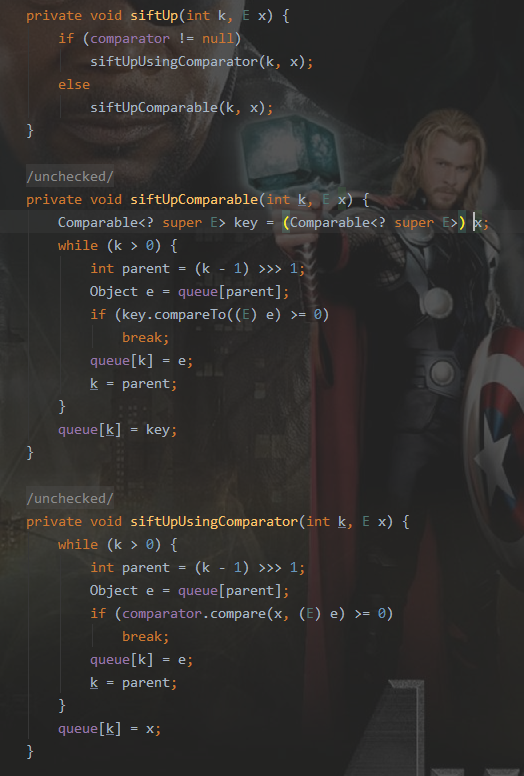 private void siftUp(int k, E x) {
if (comparator != null)
siftUpUsingComparator(k, x);
else
siftUpComparable(k, x);
}
/unchecked/
private void siftUpComparable(int k, E x) {
Comparable<? super E> key = (Comparable<? super E>) x;
while (k > 0) {
int parent = (k - 1) >>> 1;
Object e = queue[parent];
if (key.compareTo((E) e) >= 0)
break;
queue[k] = e;
k = parent;
}
queue[k] = key;
}
/unchecked/
private void siftUpUsingComparator(int k, E x) {
while (k > 0) {
int parent = (k - 1) >>> 1;
Object e = queue[parent];
if (comparator.compare(x, (E) e) >= 0)
break;
queue[k] = e;
k = parent;
}
queue[k] = x;
}